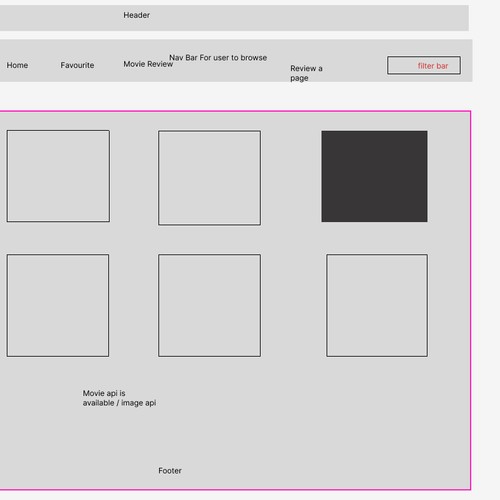 Header
Nav Bar For user to browse
Home
Favourite
Movie Review
Review a
page
filter bar
Movie api is
available / image api
Footer